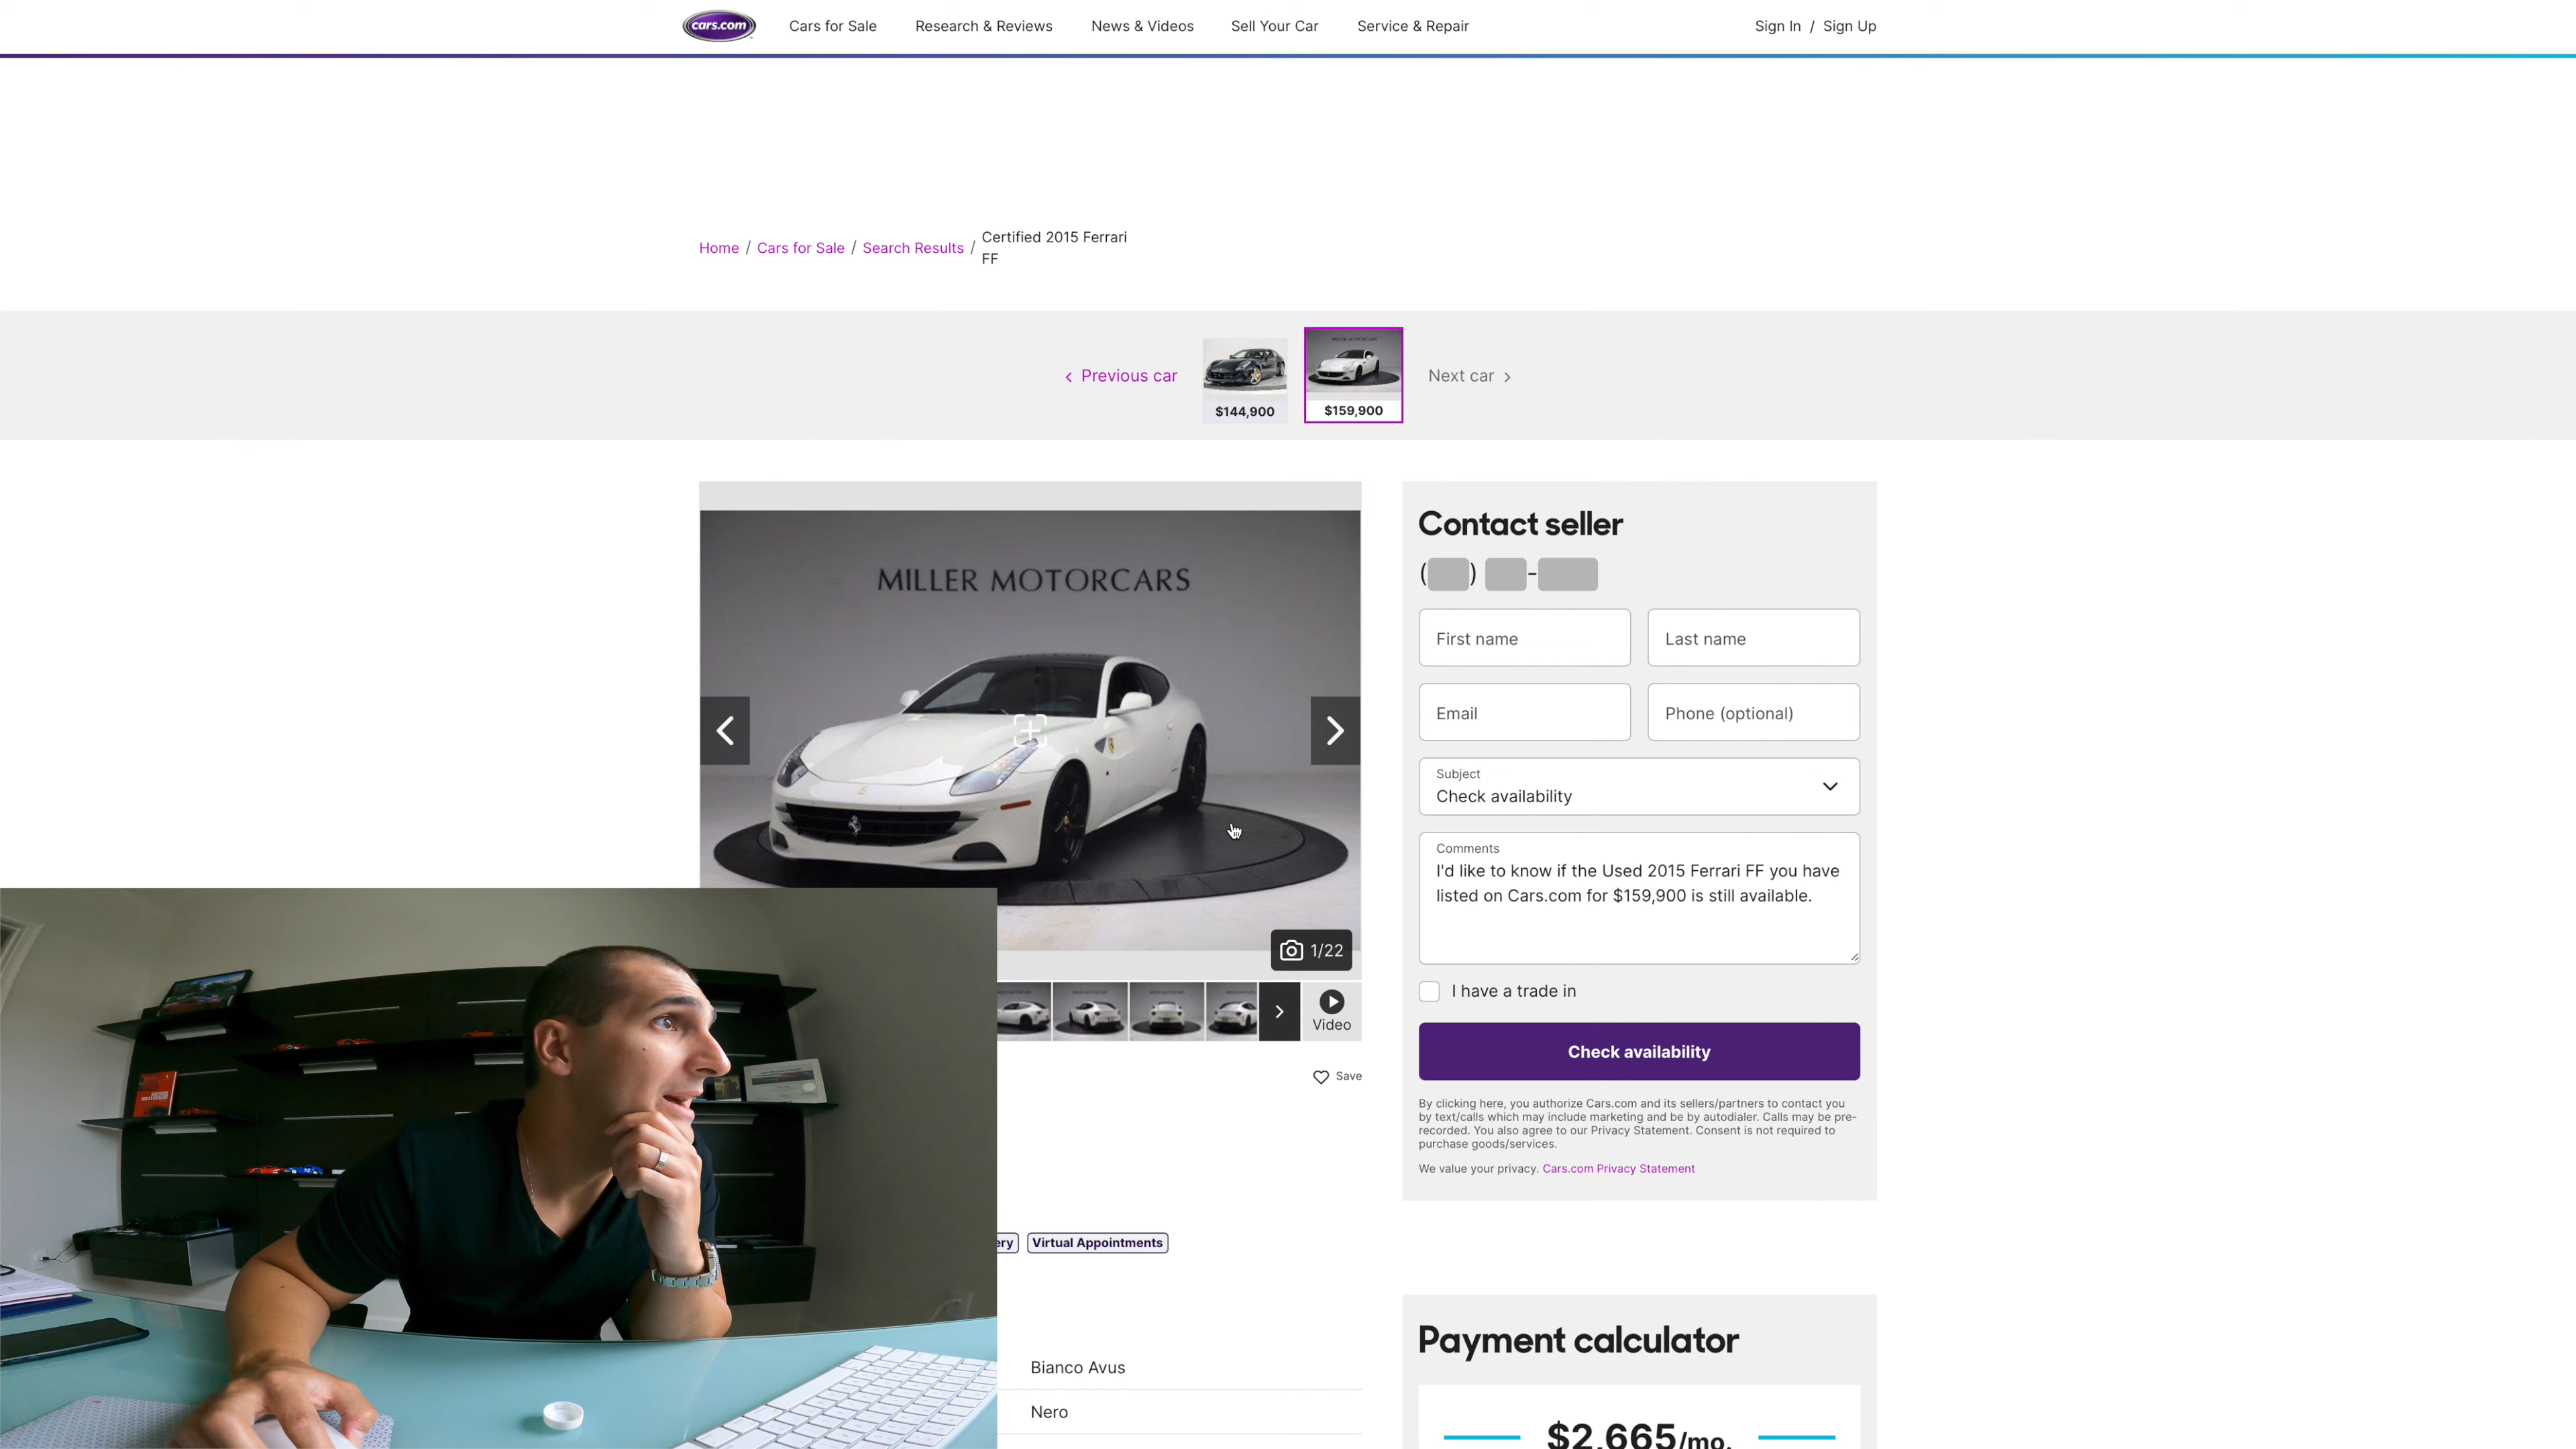 cars.com
Cars for Sale
Research & Reviews
News & Videos
Sell Your Car
Service & Repair
Sign In / Sign Up
Home / Cars for Sale / Search Results / Certified 2015 Ferrari
FF
Previous car
$144,900
MILLER MOTORCARS
$159,900
Next car
MILLER MOTORCARS
1/22
Video
Save
ery
Virtual Appointments
Bianco Avus
Nero
Contact seller
( ) -
First name
Last name
Email
Phone (optional)
Subject
Check availability
Comments
I'd like to know if the Used 2015 Ferrari FF you have
listed on Cars.com for $159,900 is still available.
I have a trade in
Check availability
By clicking here, you authorize Cars.com and its sellers/partners to contact you
by text/calls which may include marketing and be by autodialer. Calls may be pre-
recorded. You also agree to our Privacy Statement. Consent is not required to
purchase goods/services.
We value your privacy. Cars.com Privacy Statement
Payment calculator
$2,665/mo.